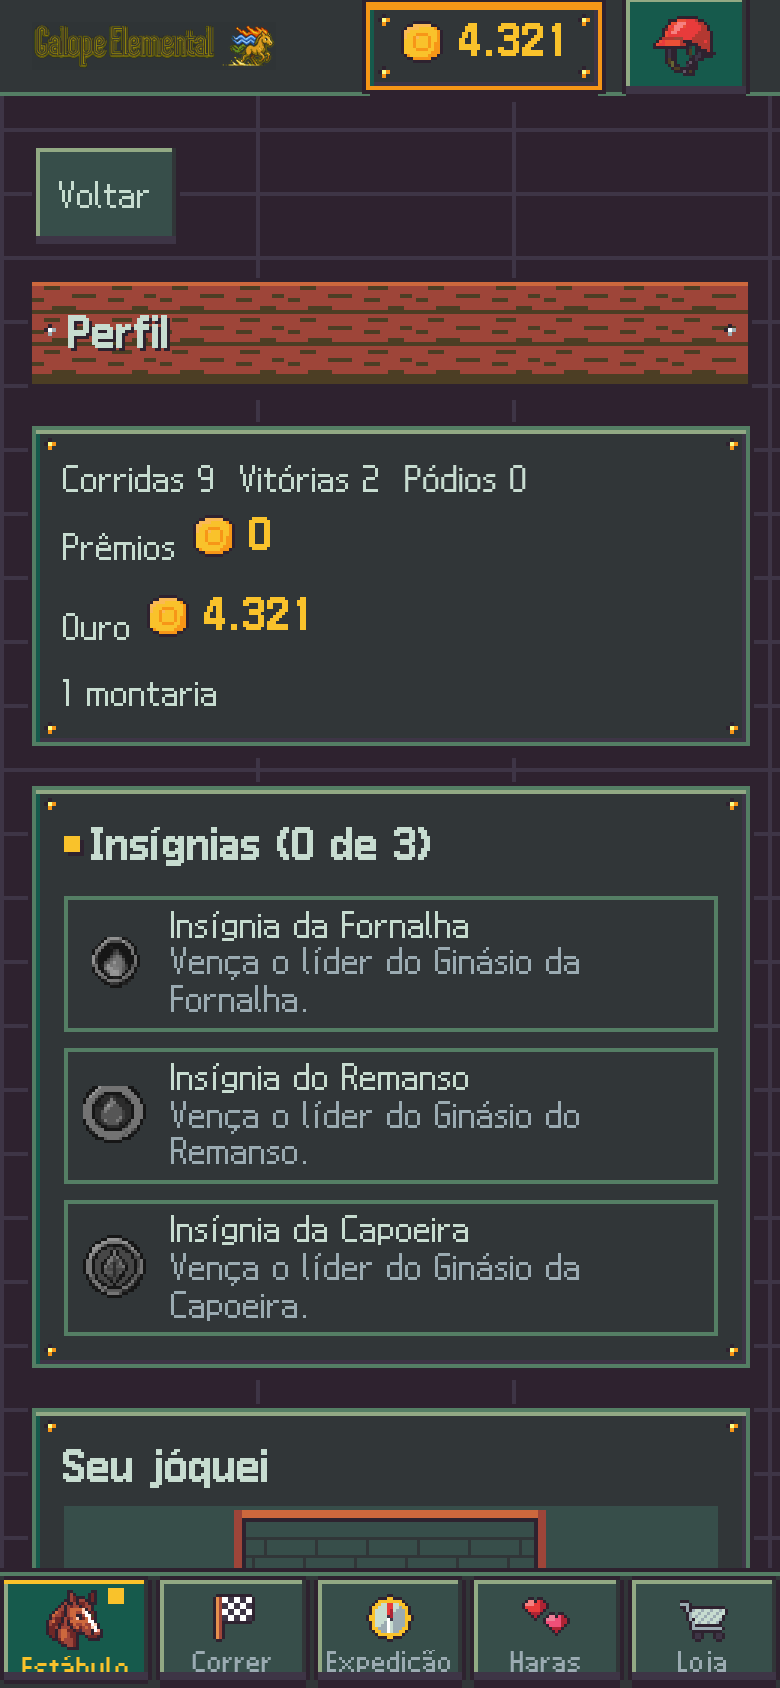 Galope Elemental
4.321
Voltar
Perfil
Corridas 9 Vitórias 2 Pódios 0
Prêmios 0
Ouro 4.321
1 montaria
Insígnias (0 de 3)
Insígnia da Fornalha
Vença o líder do Ginásio da
Fornalha.
Insígnia do Remanso
Vença o líder do Ginásio do
Remanso.
Insígnia da Capoeira
Vença o líder do Ginásio da
Capoeira.
Seu jóquei
Estábulo Correr Expedição Haras Loja